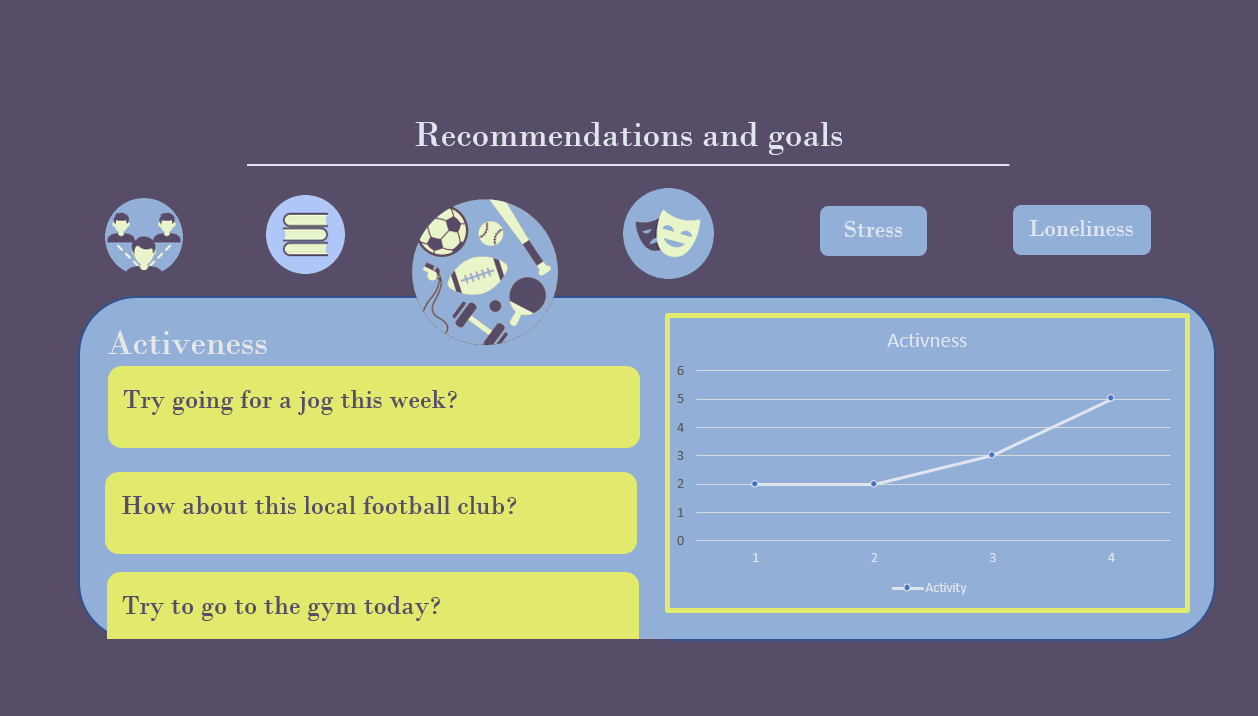 Recommendations and goals
Stress
Loneliness
Activeness
Try going for a jog this week?
How about this local football club?
Try to go to the gym today?
Activness
6
5
4
3
2
1
0
1 2 3 4
Activity